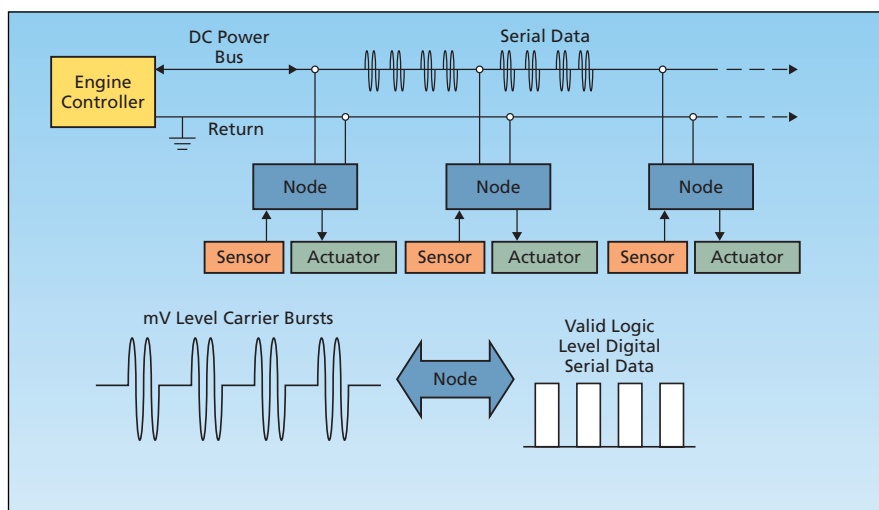 DC Power
Bus
Serial Data
Engine
Controller
Return
Node
Node
Node
Sensor
Actuator
Sensor
Actuator
Sensor
Actuator
mV Level Carrier Bursts
Valid Logic
Level Digital
Serial Data
Node